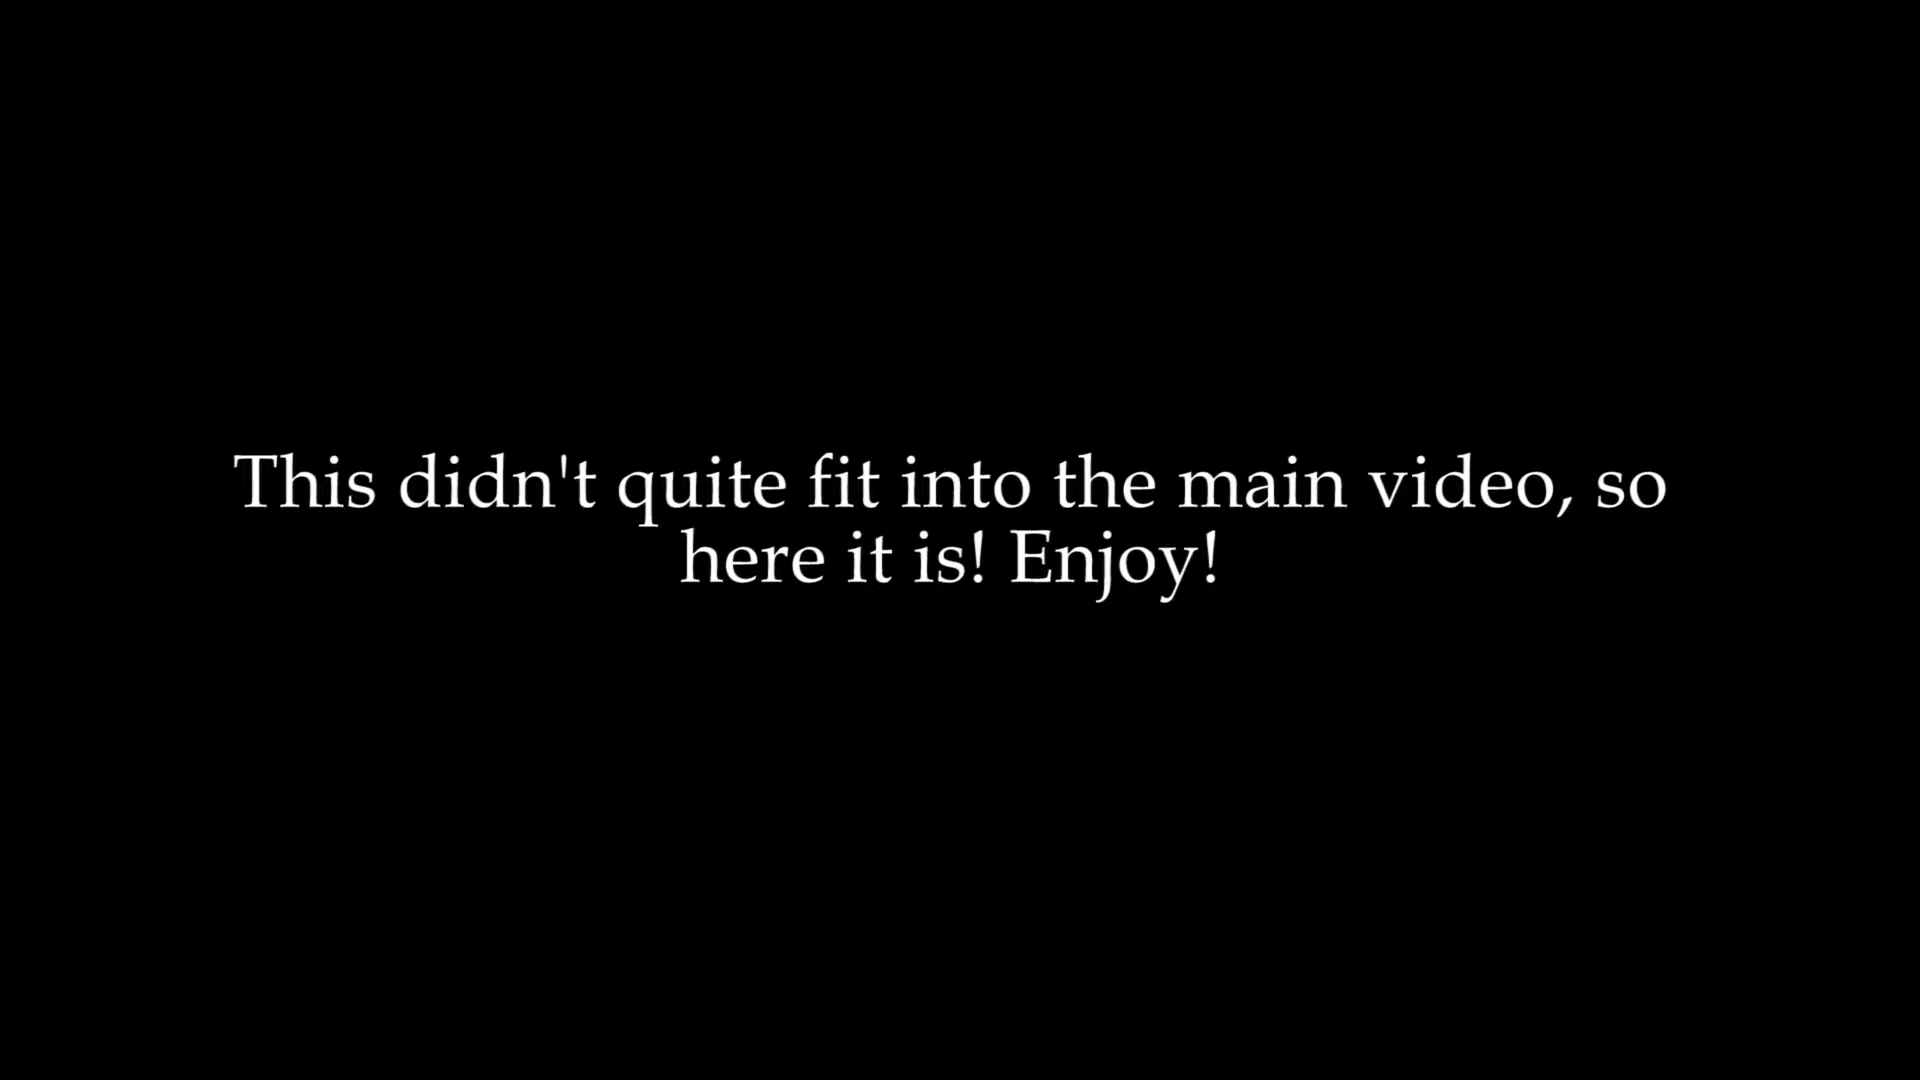 This didn't quite fit into the main video, so
here it is! Enjoy!